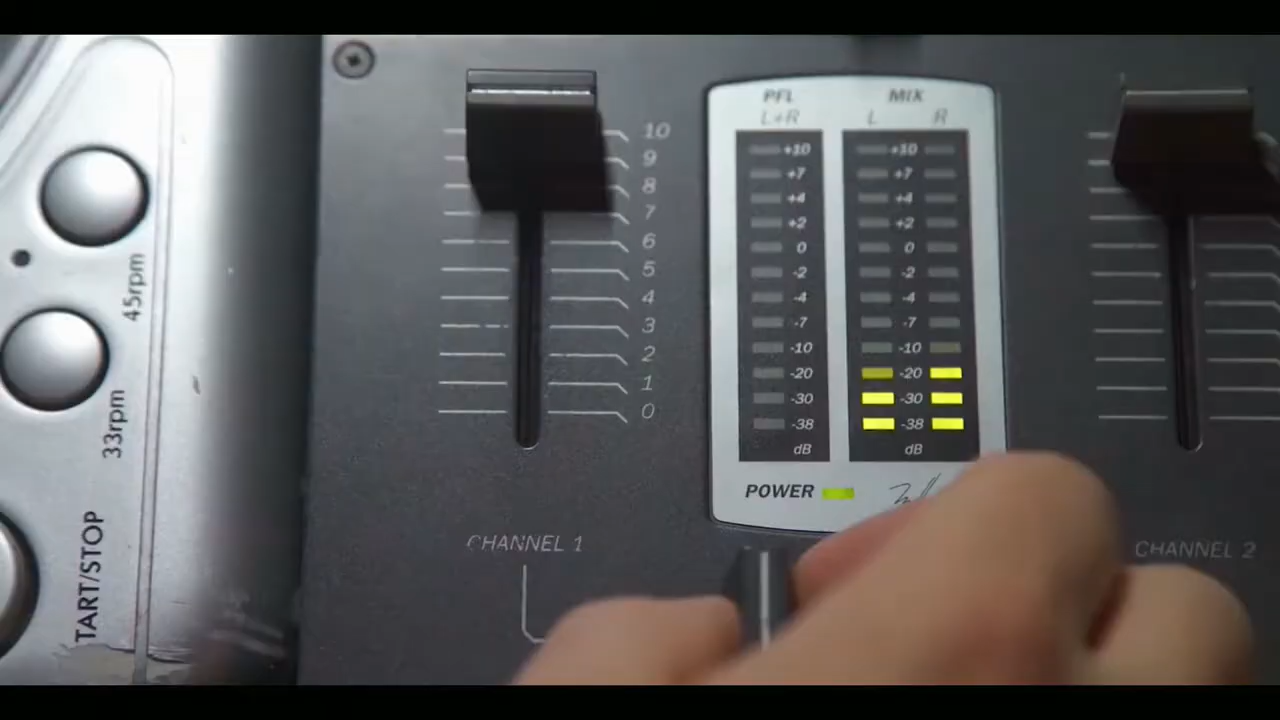 45rpm
33rpm
TART/STOP
10
9
8
7
6
5
4
3
2
1
0
CHANNEL 1
PFL
L+R
+10
+7
+4
+2
0
-2
-4
-7
-10
-20
-30
-38
dB
MIX
L R
+10
+7
+4
+2
0
-2
-4
-7
-10
-20
-30
-38
dB
POWER
CHANNEL 2